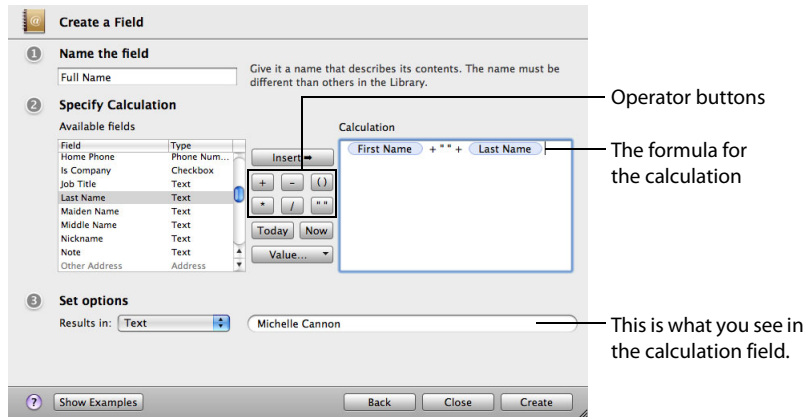 Create a Field
1 Name the field
Full Name
Give it a name that describes its contents. The name must be
different than others in the Library.
2 Specify Calculation
Available fields
Calculation
Field Type
Home Phone Phone Num...
Is Company Checkbox
Job Title Text
Last Name Text
Maiden Name Text
Middle Name Text
Nickname Text
Note Text
Other Address Address
Insert ➡
+ - ()
* / " "
Today Now
Value...
First Name + " " + Last Name
3 Set options
Results in: Text
Michelle Cannon
? Show Examples Back Close Create
Operator buttons
The formula for
the calculation
This is what you see in
the calculation field.